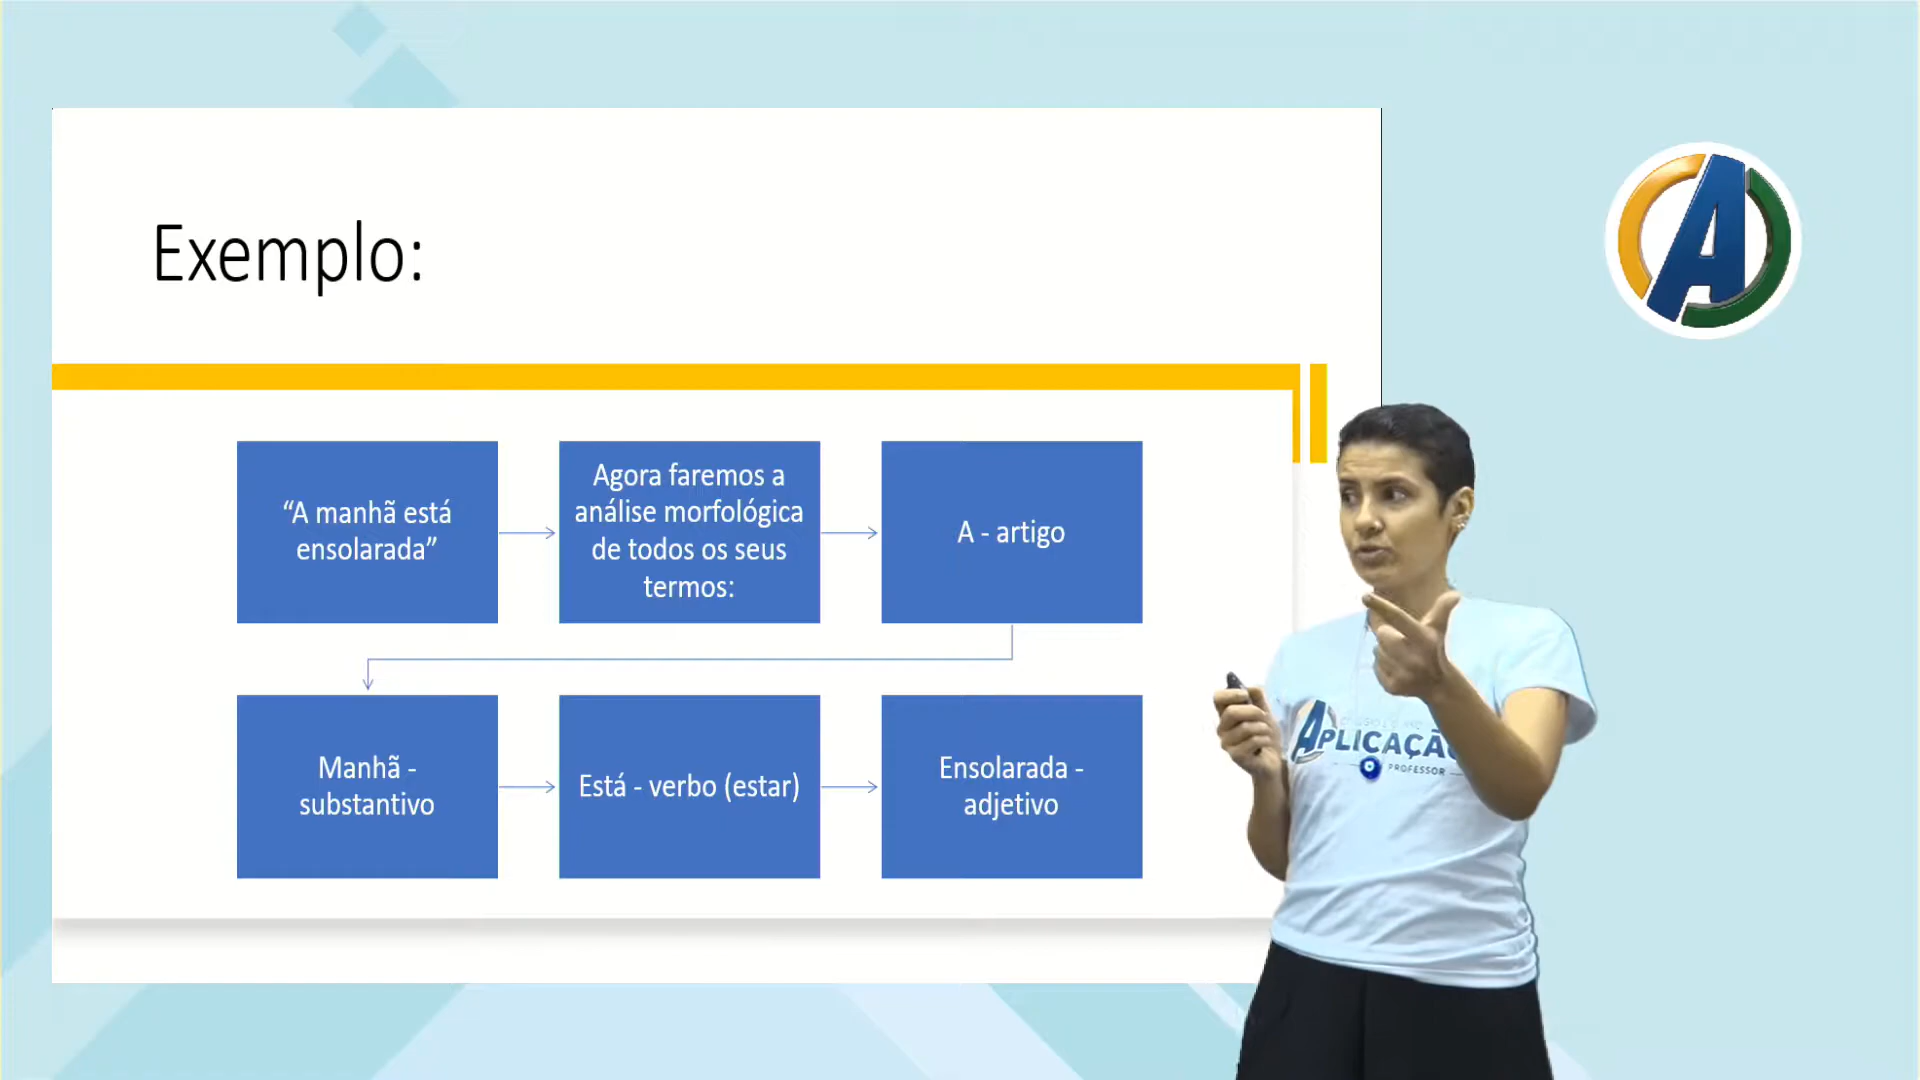 Exemplo:
“A manhã está
ensolarada”
Agora faremos a
análise morfológica
de todos os seus
termos:
A - artigo
Manhã -
substantivo
Está - verbo (estar)
Ensolarada -
adjetivo
APLICAÇÃO
PROFESSOR